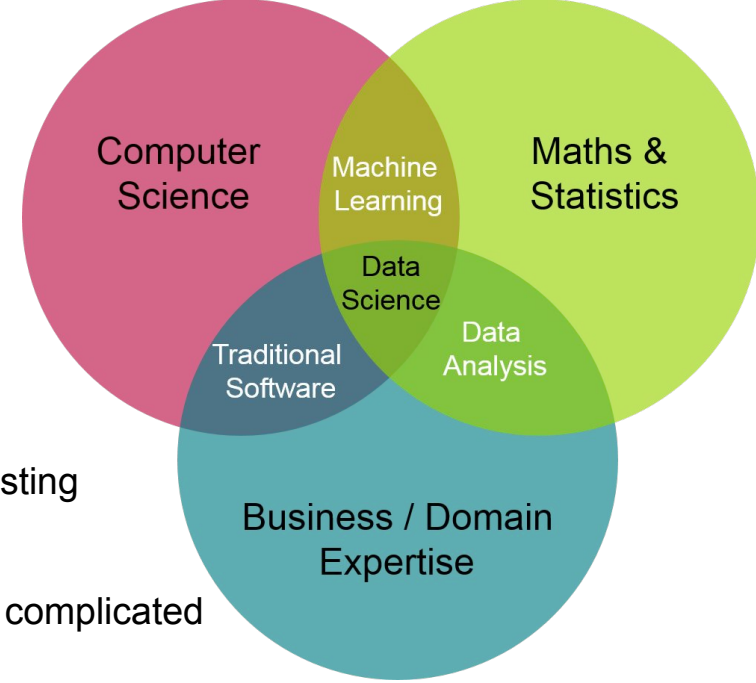 Computer
Science
Machine
Learning
Maths &
Statistics
Data
Science
Traditional
Software
Data
Analysis
sting
Business / Domain
Expertise
complicated